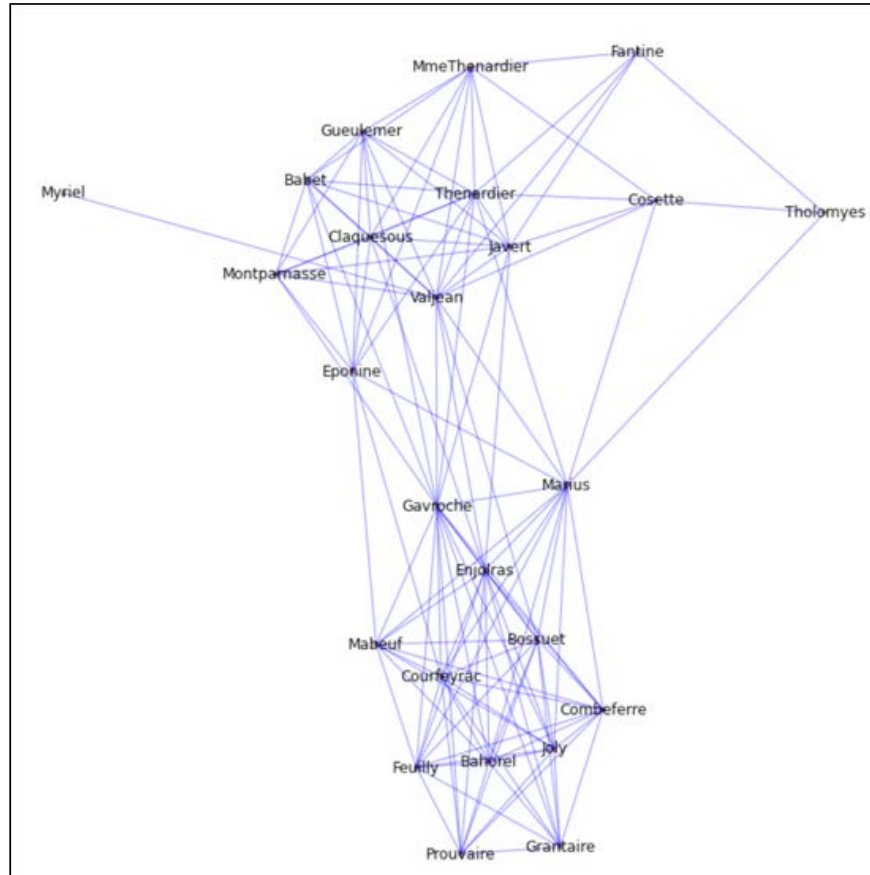 Fantine
MmeThenardier
Gueulemer
Babet
Myriel
Thenardier
Cosette
Tholomyes
Claquesous
Javert
Montparnasse
Valjean
Eponine
Marius
Gavroche
Enjolras
Bossuet
Mabeuf
Courfeyrac
Combeferre
Joly
Bahorel
Feuilly
Grantaire
Prouvaire